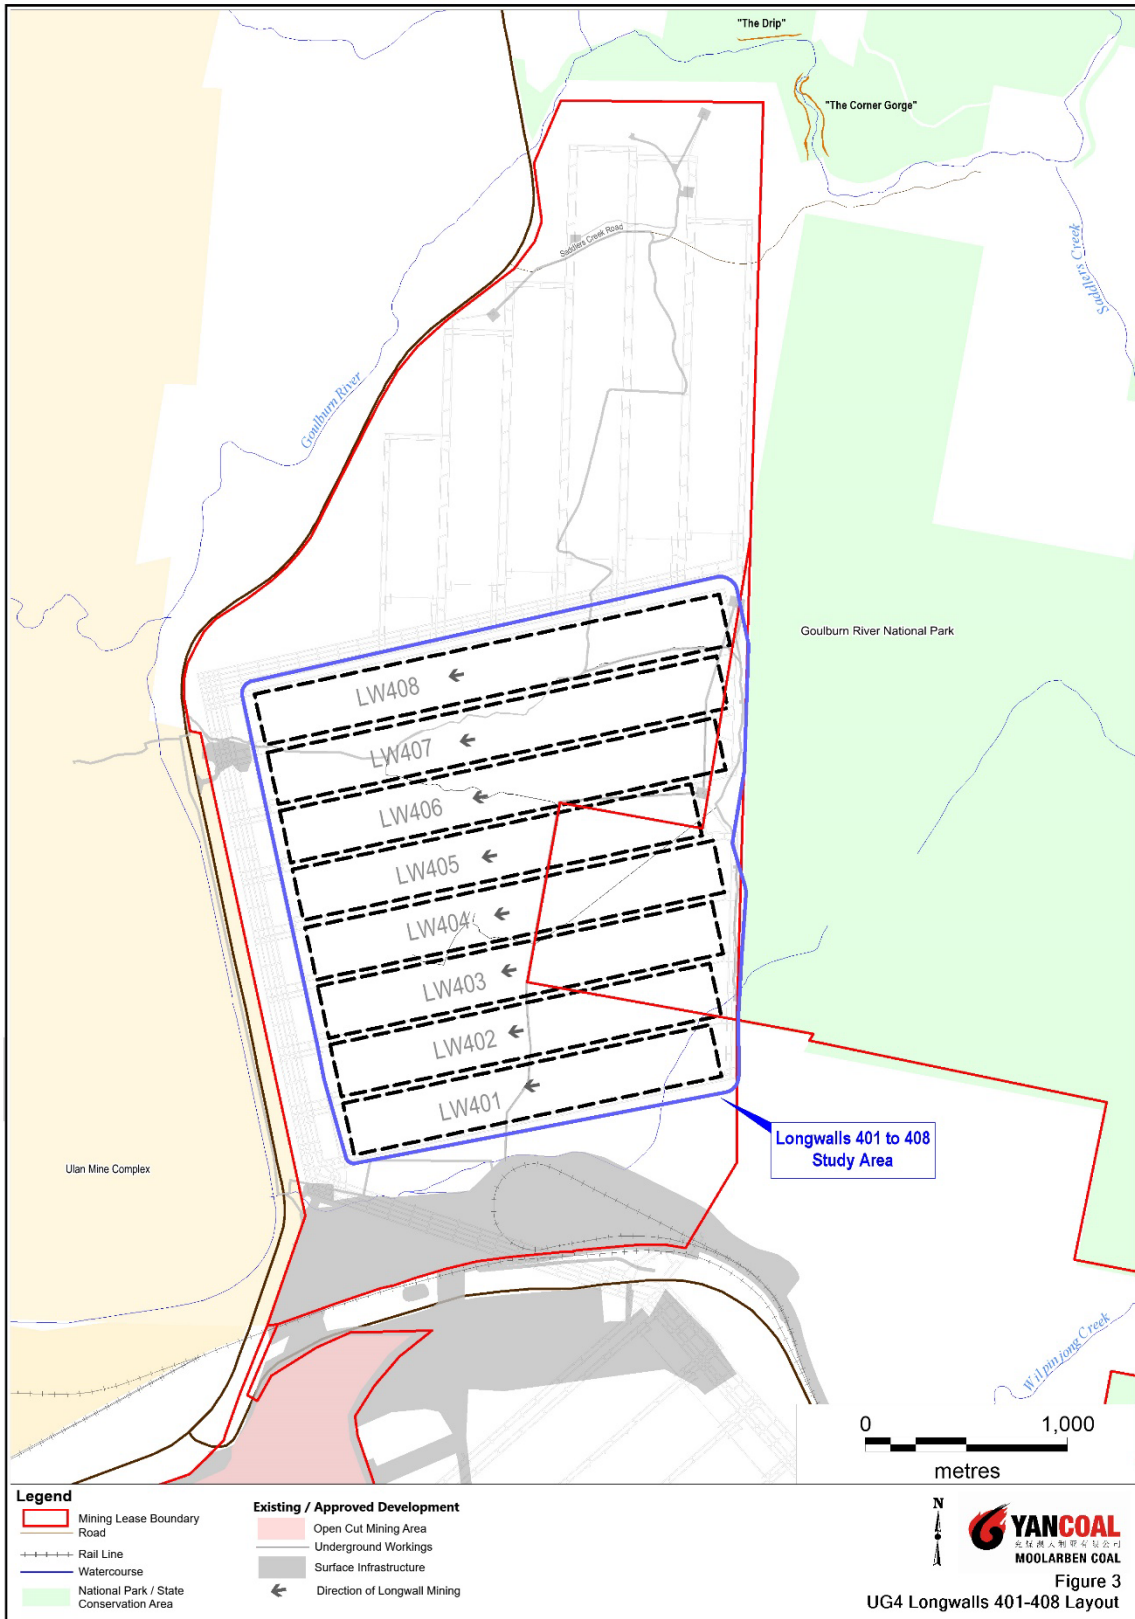 "The Drip"
"The Corner Gorge"
Saddlers Creek
Saddlers Creek Road
Goulburn River
Goulburn River National Park
LW408
LW407
LW406
LW405
LW404
LW403
LW402
LW401
Longwalls 401 to 408
Study Area
Ulan Mine Complex
Wilpinjong Creek
0 1,000
metres
Legend
Mining Lease Boundary
Road
Rail Line
Watercourse
National Park / State
Conservation Area
Existing / Approved Development
Open Cut Mining Area
Underground Workings
Surface Infrastructure
Direction of Longwall Mining
N
YANCOAL
MOOLARBEN COAL
Figure 3
UG4 Longwalls 401-408 Layout